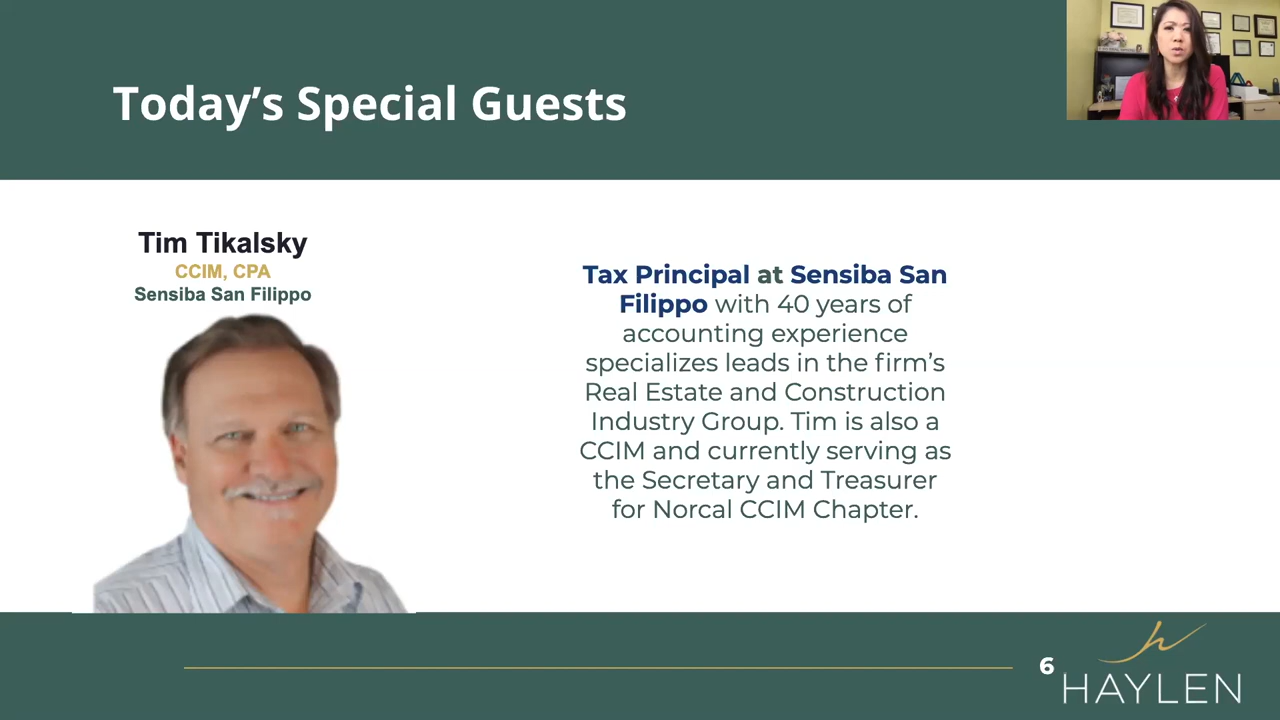 Today’s Special Guests
Tim Tikalsky
CCIM, CPA
Sensiba San Filippo
Tax Principal at Sensiba San
Filippo with 40 years of
accounting experience
specializes leads in the firm’s
Real Estate and Construction
Industry Group. Tim is also a
CCIM and currently serving as
the Secretary and Treasurer
for Norcal CCIM Chapter.
6
HAYLEN